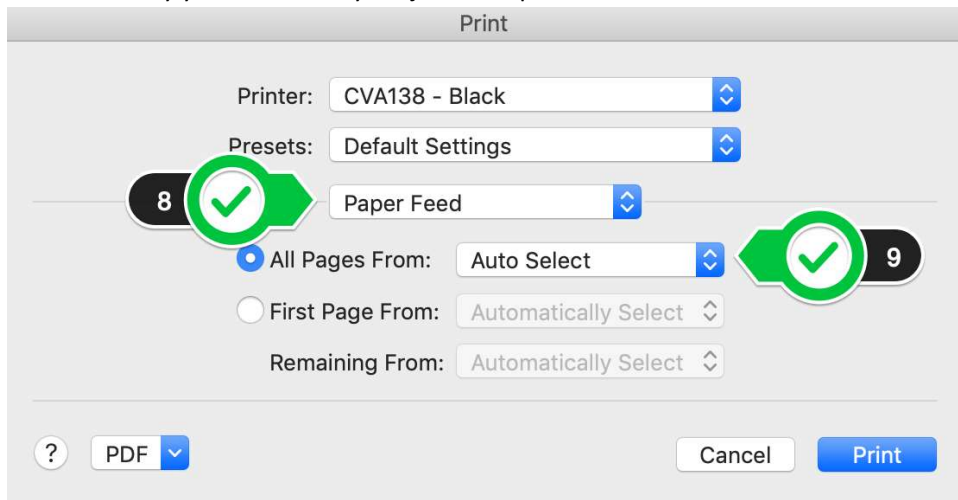 Print
Printer: CVA138 - Black
Presets: Default Settings
8 Paper Feed
All Pages From: Auto Select 9
First Page From: Automatically Select
Remaining From: Automatically Select
? PDF Cancel Print